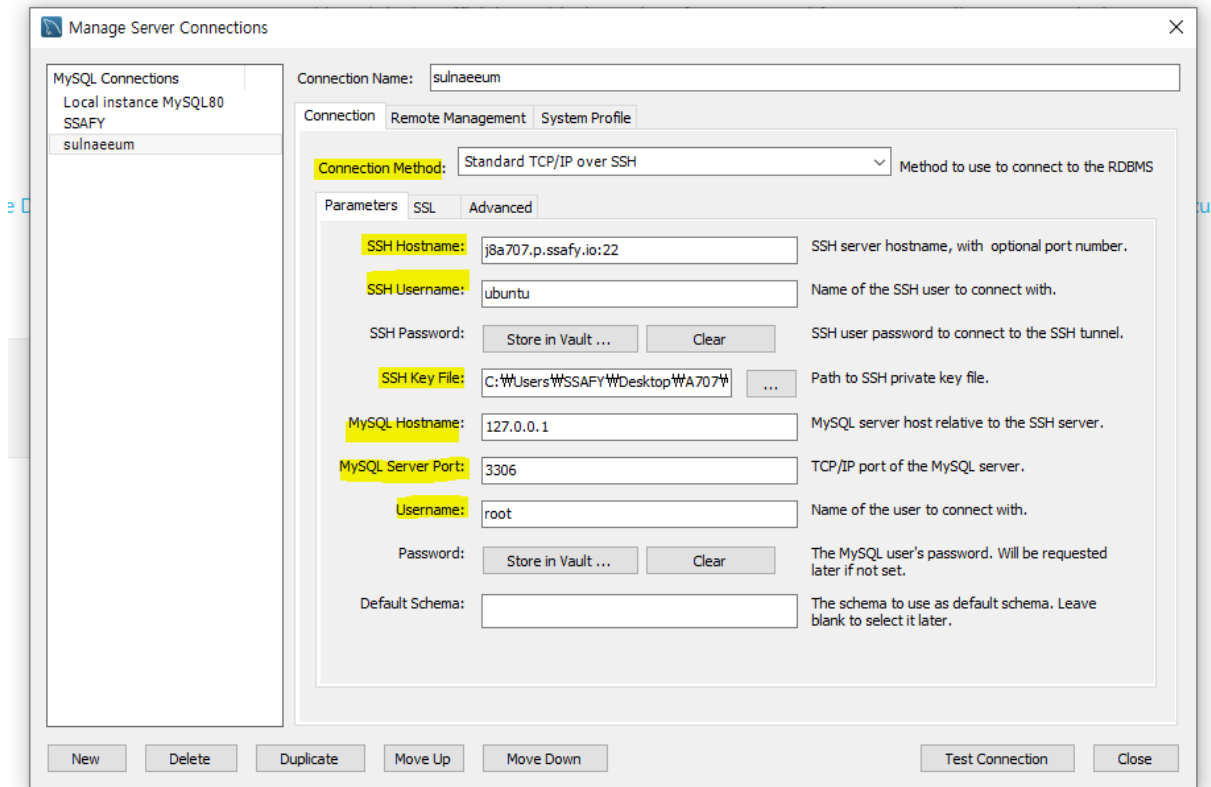 Manage Server Connections
MySQL Connections
Local instance MySQL80
SSAFY
sulnaeeum
Connection Name: sulnaeeum
Connection Remote Management System Profile
Connection Method: Standard TCP/IP over SSH Method to use to connect to the RDBMS
Parameters SSL Advanced
SSH Hostname: j8a707.p.ssafy.io:22 SSH server hostname, with optional port number.
SSH Username: ubuntu Name of the SSH user to connect with.
SSH Password: Store in Vault ... Clear SSH user password to connect to the SSH tunnel.
SSH Key File: C:₩Users₩SSAFY₩Desktop₩A707₩ ... Path to SSH private key file.
MySQL Hostname: 127.0.0.1 MySQL server host relative to the SSH server.
MySQL Server Port: 3306 TCP/IP port of the MySQL server.
Username: root Name of the user to connect with.
Password: Store in Vault ... Clear The MySQL user's password. Will be requested
later if not set.
Default Schema: The schema to use as default schema. Leave
blank to select it later.
New Delete Duplicate Move Up Move Down Test Connection Close